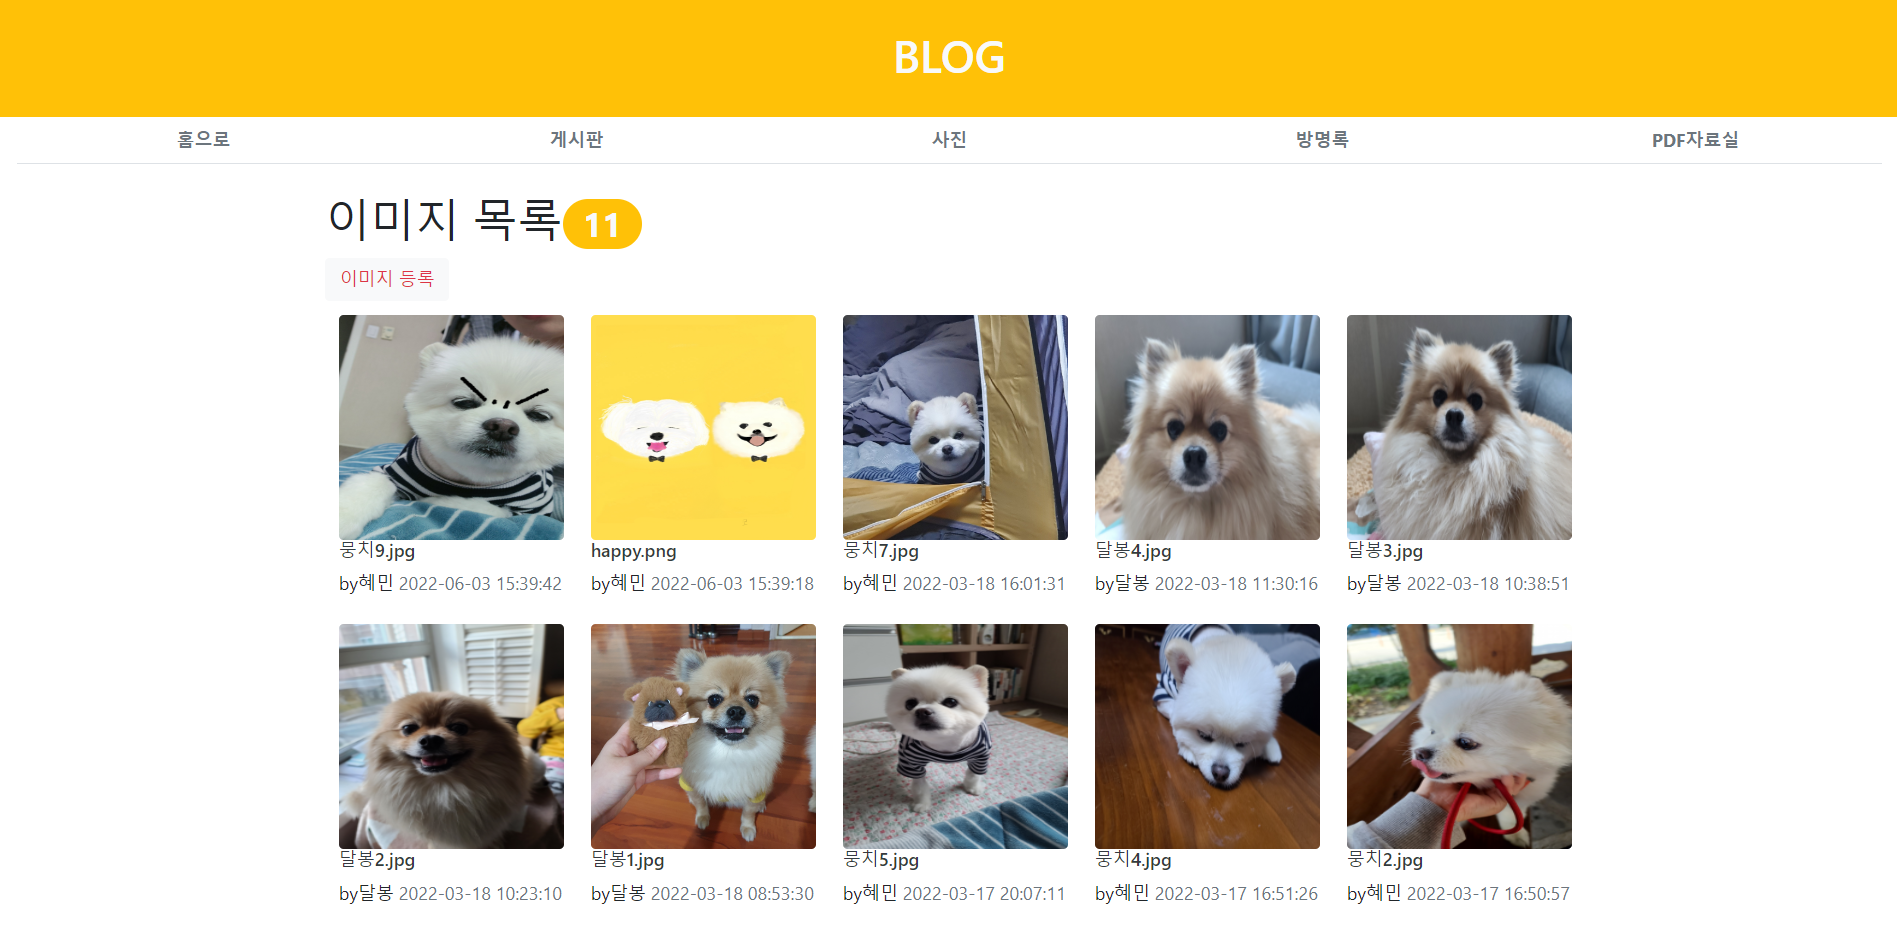 BLOG
홈으로 게시판 사진 방명록 PDF자료실
이미지 목록 11
이미지 등록
뭉치9.jpg happy.png 뭉치7.jpg 달봉4.jpg 달봉3.jpg
by혜민 2022-06-03 15:39:42 by혜민 2022-06-03 15:39:18 by혜민 2022-03-18 16:01:31 by달봉 2022-03-18 11:30:16 by달봉 2022-03-18 10:38:51
달봉2.jpg 달봉1.jpg 뭉치5.jpg 뭉치4.jpg 뭉치2.jpg
by달봉 2022-03-18 10:23:10 by달봉 2022-03-18 08:53:30 by혜민 2022-03-17 20:07:11 by혜민 2022-03-17 16:51:26 by혜민 2022-03-17 16:50:57